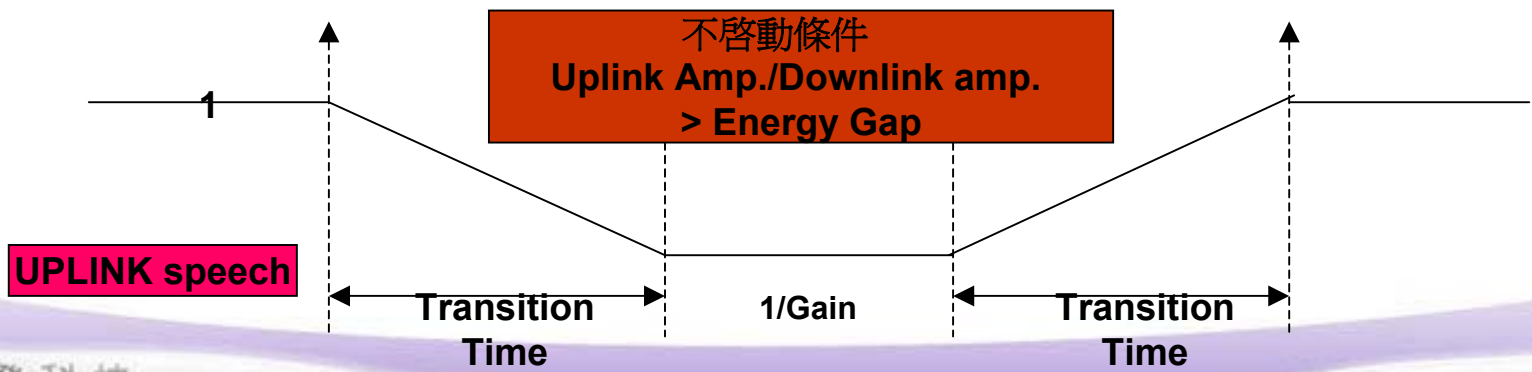 不啟動條件
Uplink Amp./Downlink amp.
> Energy Gap
1
UPLINK speech
Transition
Time
1/Gain
Transition
Time